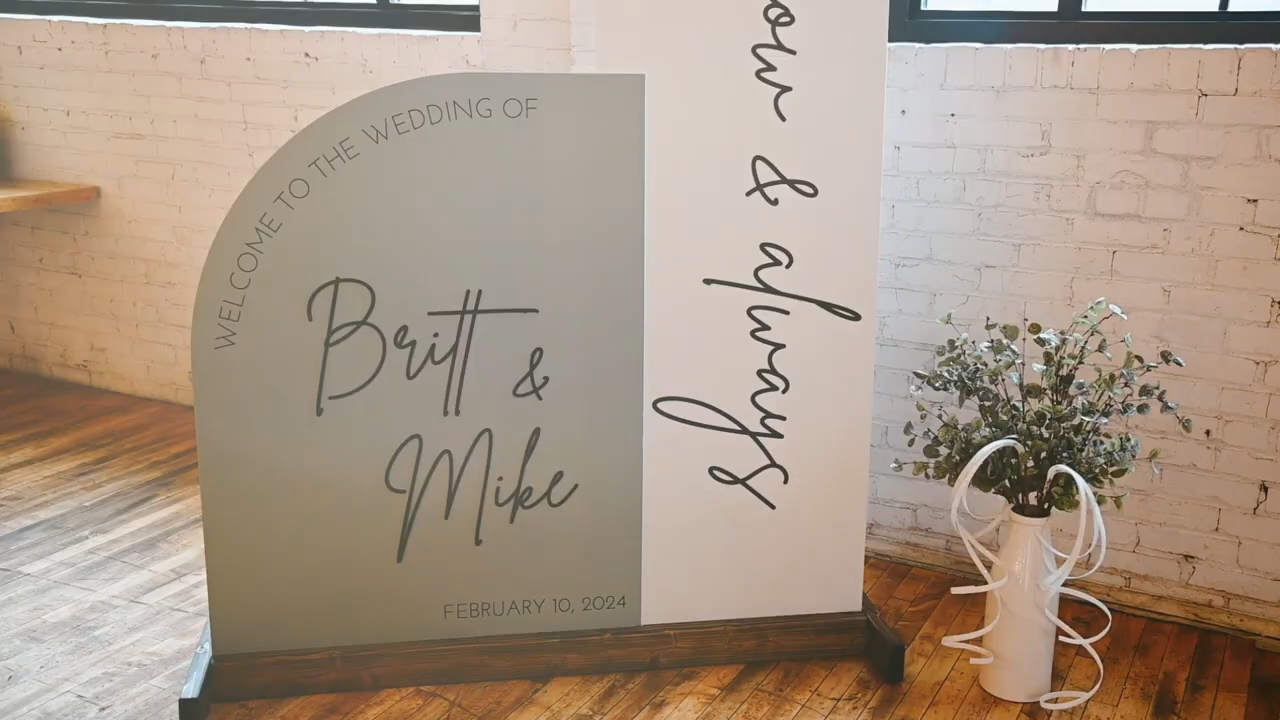 WELCOME TO THE WEDDING OF
Britt &
Mike
FEBRUARY 10, 2024
& always